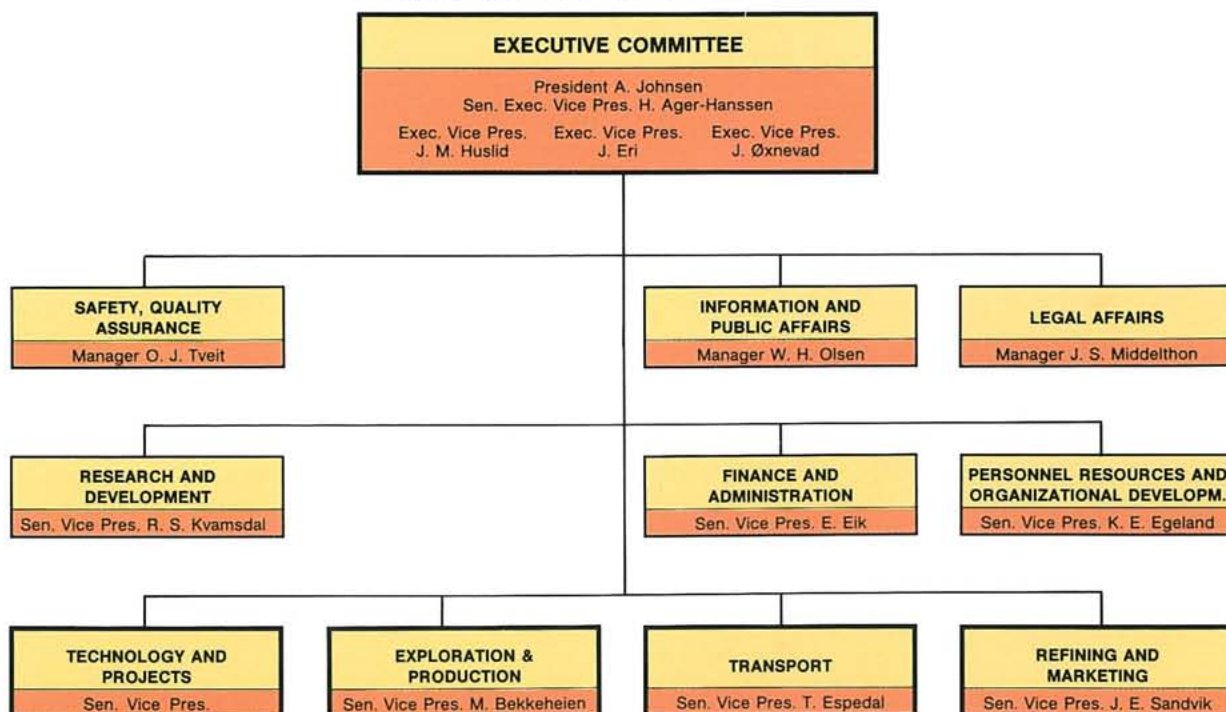 EXECUTIVE COMMITTEE
President A. Johnsen
Sen. Exec. Vice Pres. H. Ager-Hanssen
Exec. Vice Pres. Exec. Vice Pres. Exec. Vice Pres.
J. M. Huslid J. Eri J. Øxnevad
SAFETY, QUALITY
ASSURANCE
Manager O. J. Tveit
INFORMATION AND
PUBLIC AFFAIRS
Manager W. H. Olsen
LEGAL AFFAIRS
Manager J. S. Middelthon
RESEARCH AND
DEVELOPMENT
Sen. Vice Pres. R. S. Kvamsdal
FINANCE AND
ADMINISTRATION
Sen. Vice Pres. E. Eik
PERSONNEL RESOURCES AND
ORGANIZATIONAL DEVELOPM.
Sen. Vice Pres. K. E. Egeland
TECHNOLOGY AND
PROJECTS
Sen. Vice Pres.
EXPLORATION &
PRODUCTION
Sen. Vice Pres. M. Bekkeheien
TRANSPORT
Sen. Vice Pres. T. Espedal
REFINING AND
MARKETING
Sen. Vice Pres. J. E. Sandvik